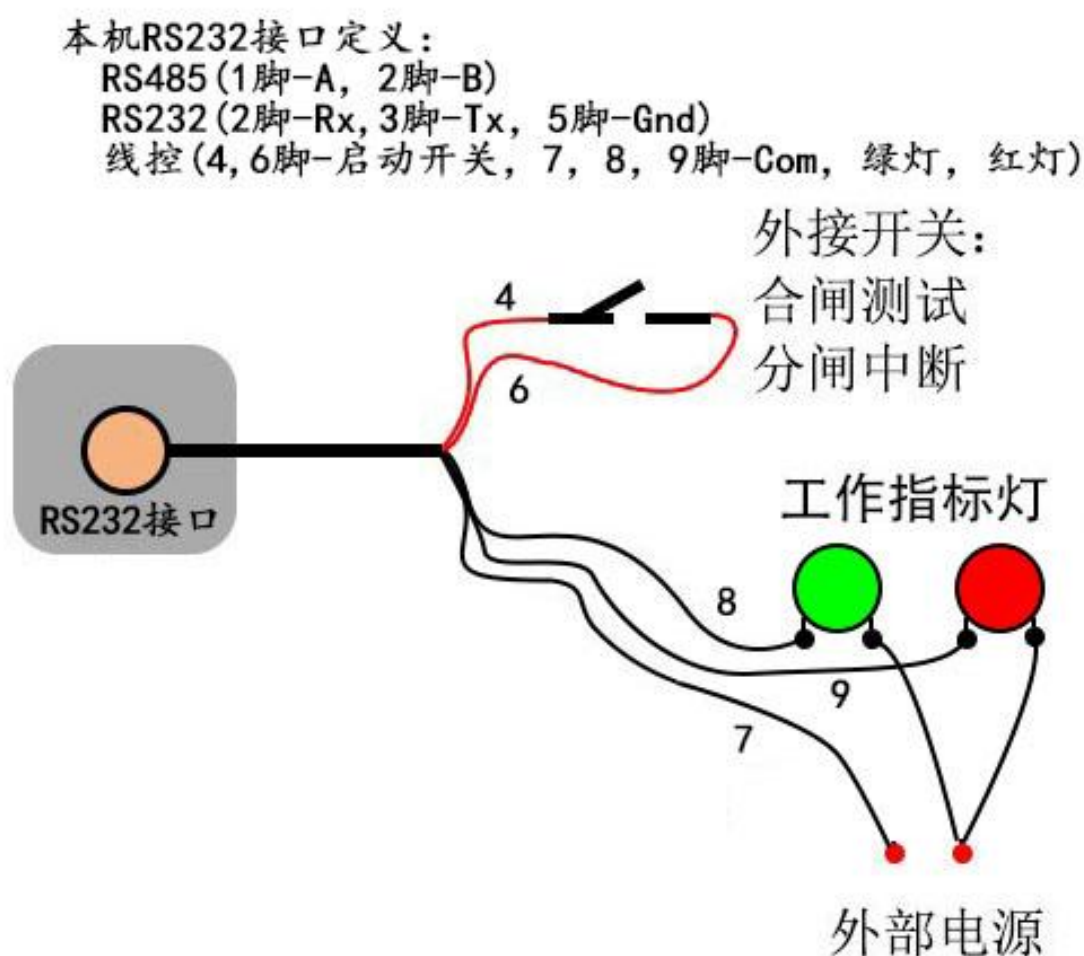 本机RS232接口定义：
RS485(1脚-A，2脚-B)
RS232(2脚-Rx,3脚-Tx，5脚-Gnd)
线控(4,6脚-启动开关，7，8，9脚-Com，绿灯，红灯)
外接开关：
合闸测试
分闸中断
4
6
RS232接口
工作指标灯
8
9
7
外部电源